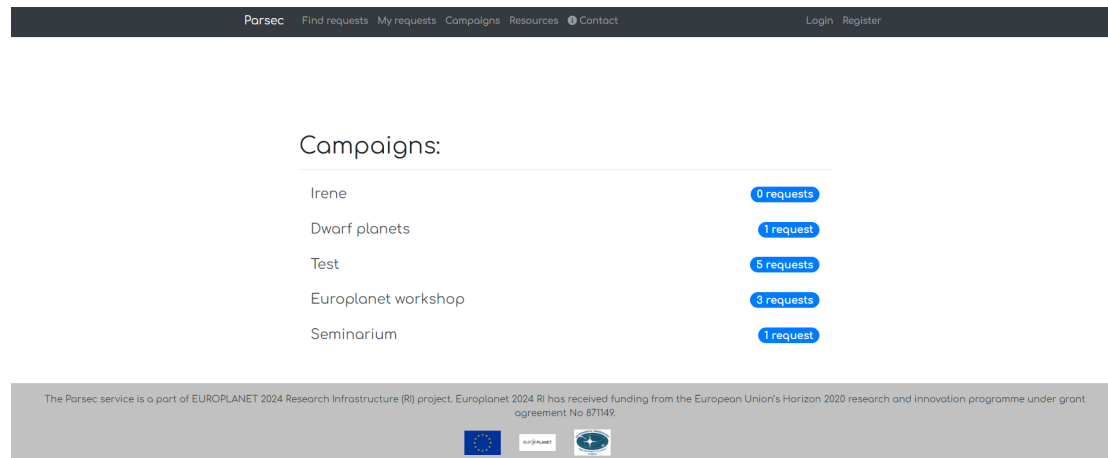 Parsec Find requests My requests Campaigns Resources Contact Login Register
Campaigns:
Irene 0 requests
Dwarf planets 1 request
Test 5 requests
Europlanet workshop 3 requests
Seminarium 1 request
The Parsec service is a part of EUROPLANET 2024 Research Infrastructure (RI) project. Europlanet 2024 RI has received funding from the European Union's Horizon 2020 research and innovation programme under grant
agreement No 871149.